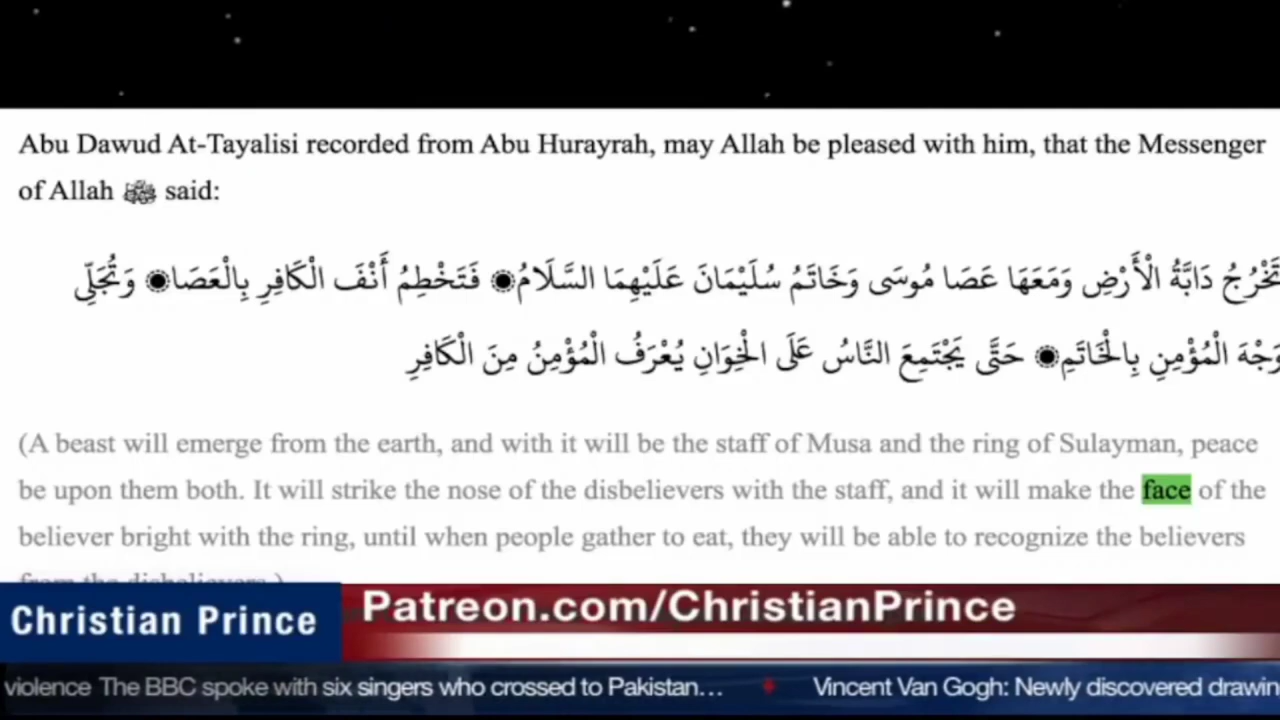 Abu Dawud At-Tayalisi recorded from Abu Hurayrah, may Allah be pleased with him, that the Messenger
of Allah ﷺ said:
تَخْرُجُ دَابَّةُ الْأَرْضِ وَمَعَهَا عَصَا مُوسَى وَخَاتَمُ سُلَيْمَانَ عَلَيْهِمَا السَّلَامُ فَتَخْطِمُ أَنْفَ الْكَافِرِ بِالْعَصَا وَتُجَلِّي
وَجْهَ الْمُؤْمِنِ بِالْخَاتَمِ حَتَّى يَجْتَمِعَ النَّاسُ عَلَى الْخِوَانِ يُعْرَفُ الْمُؤْمِنُ مِنَ الْكَافِرِ
(A beast will emerge from the earth, and with it will be the staff of Musa and the ring of Sulayman, peace
be upon them both. It will strike the nose of the disbelievers with the staff, and it will make the face of the
believer bright with the ring, until when people gather to eat, they will be able to recognize the believers
from the disbelievers.)
Christian Prince
Patreon.com/ChristianPrince
violence The BBC spoke with six singers who crossed to Pakistan... Vincent Van Gogh: Newly discovered drawin